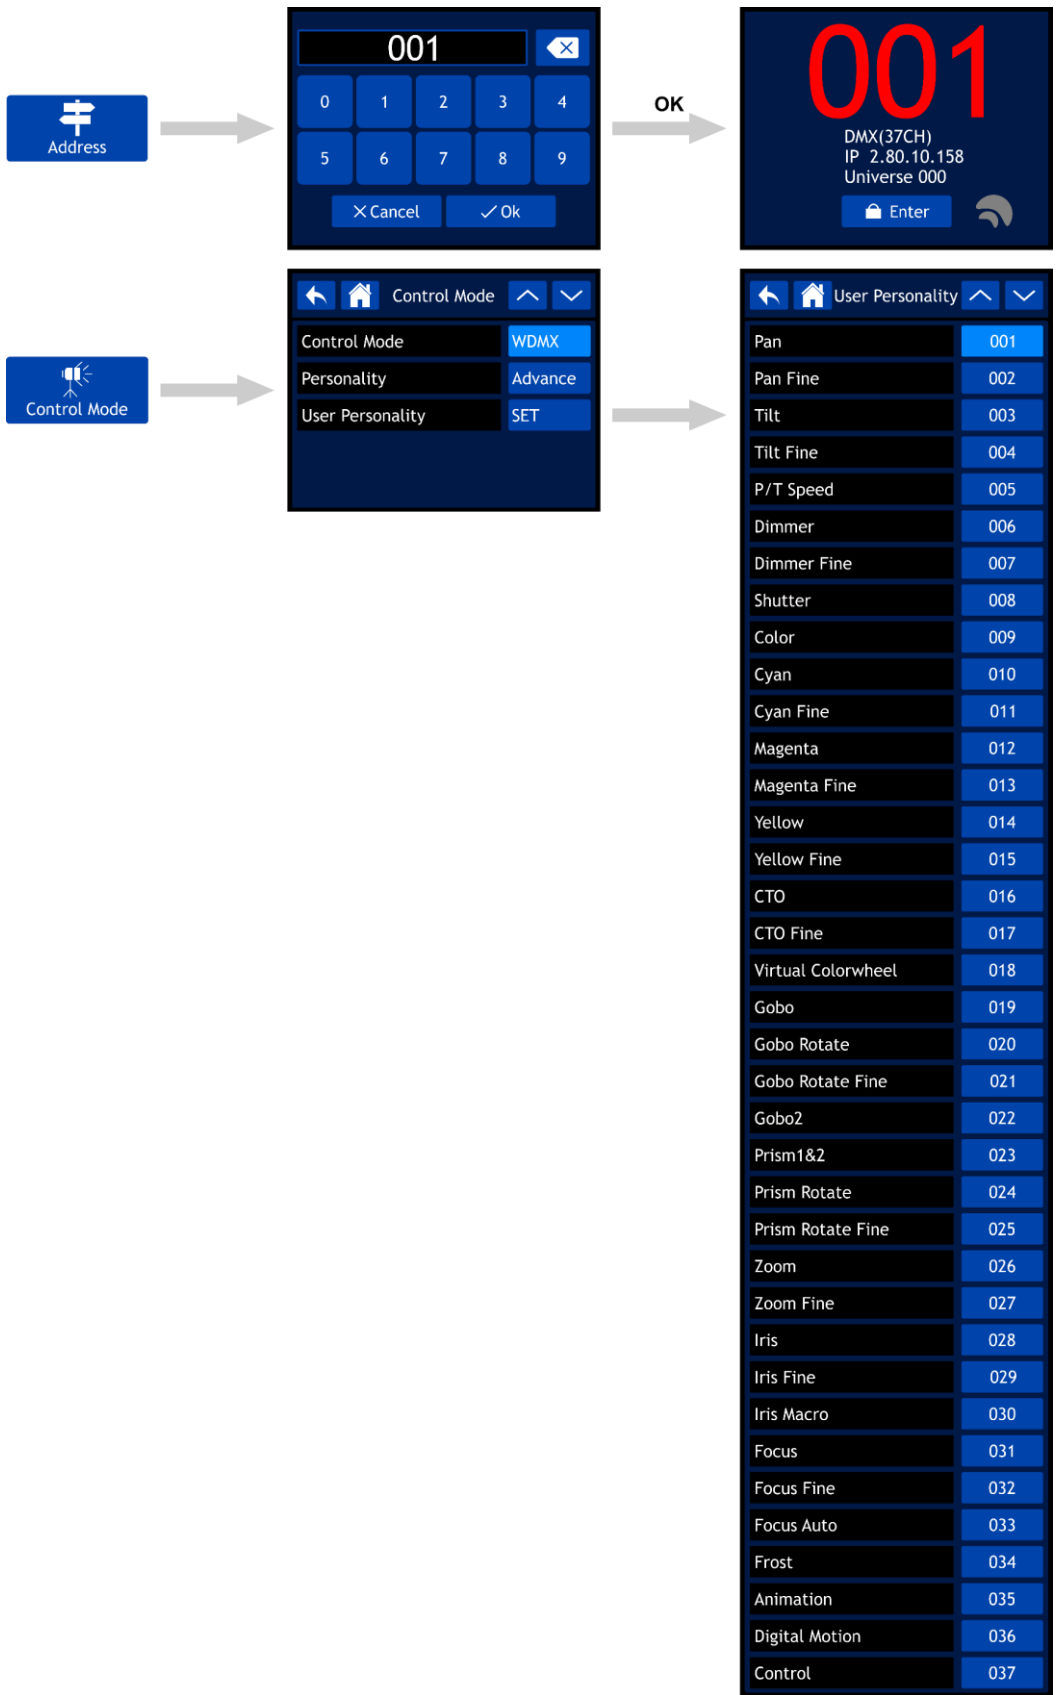 Address
001
0 1 2 3 4
5 6 7 8 9
Cancel Ok
OK
001
DMX(37CH)
IP 2.80.10.158
Universe 000
Enter
Control Mode
Control Mode
Control Mode WDMX
Personality Advance
User Personality SET
User Personality
Pan 001
Pan Fine 002
Tilt 003
Tilt Fine 004
P/T Speed 005
Dimmer 006
Dimmer Fine 007
Shutter 008
Color 009
Cyan 010
Cyan Fine 011
Magenta 012
Magenta Fine 013
Yellow 014
Yellow Fine 015
CTO 016
CTO Fine 017
Virtual Colorwheel 018
Gobo 019
Gobo Rotate 020
Gobo Rotate Fine 021
Gobo2 022
Prism1&2 023
Prism Rotate 024
Prism Rotate Fine 025
Zoom 026
Zoom Fine 027
Iris 028
Iris Fine 029
Iris Macro 030
Focus 031
Focus Fine 032
Focus Auto 033
Frost 034
Animation 035
Digital Motion 036
Control 037